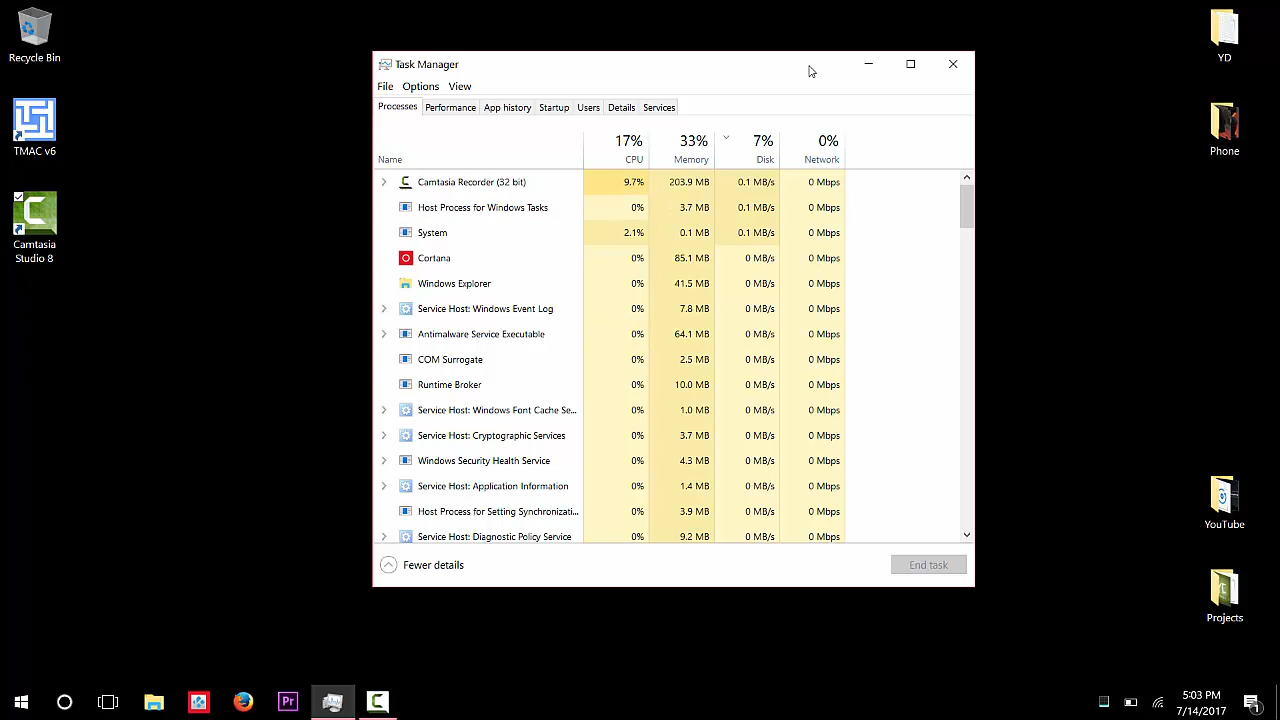 Recycle Bin
TMAC v6
Camtasia
Studio 8
Task Manager
File Options View
Processes Performance App history Startup Users Details Services
17% 33% 7% 0%
Name CPU Memory Disk Network
Camtasia Recorder (32 bit) 9.7% 203.9 MB 0.1 MB/s 0 Mbps
Host Process for Windows Tasks 0% 3.7 MB 0.1 MB/s 0 Mbps
System 2.1% 0.1 MB 0.1 MB/s 0 Mbps
Cortana 0% 85.1 MB 0 MB/s 0 Mbps
Windows Explorer 0% 41.5 MB 0 MB/s 0 Mbps
Service Host: Windows Event Log 0% 7.8 MB 0 MB/s 0 Mbps
Antimalware Service Executable 0% 64.1 MB 0 MB/s 0 Mbps
COM Surrogate 0% 2.5 MB 0 MB/s 0 Mbps
Runtime Broker 0% 10.0 MB 0 MB/s 0 Mbps
Service Host: Windows Font Cache Se... 0% 1.0 MB 0 MB/s 0 Mbps
Service Host: Cryptographic Services 0% 3.7 MB 0 MB/s 0 Mbps
Windows Security Health Service 0% 4.3 MB 0 MB/s 0 Mbps
Service Host: Application Information 0% 1.4 MB 0 MB/s 0 Mbps
Host Process for Setting Synchronizati... 0% 3.9 MB 0 MB/s 0 Mbps
Service Host: Diagnostic Policy Service 0% 9.2 MB 0 MB/s 0 Mbps
Fewer details End task
YD
Phone
YouTube
Projects
Pr
5:03 PM
7/14/2017
1